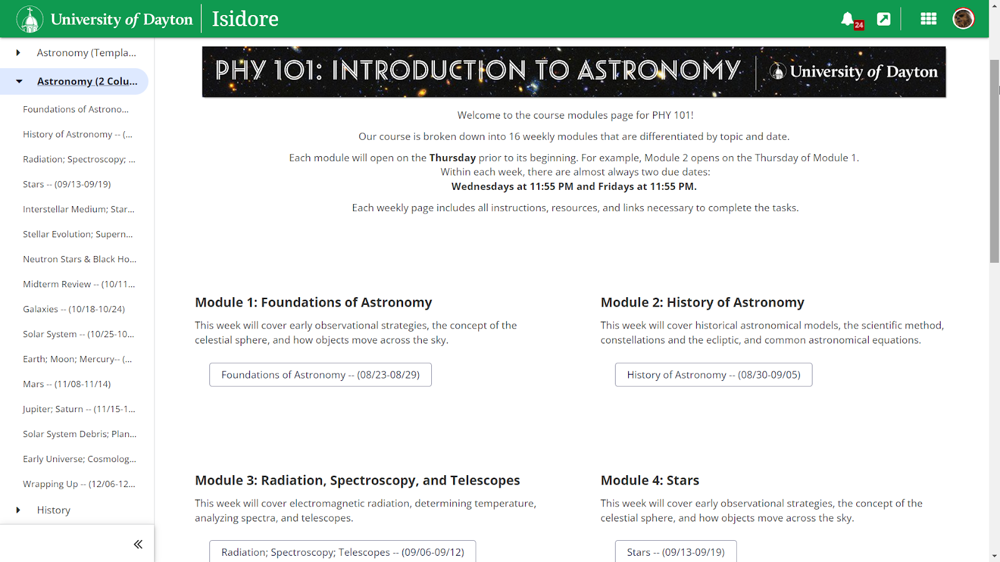 University of Dayton
Isidore
24
Astronomy (Templa...
Astronomy (2 Colu...
Foundations of Astrono...
History of Astronomy -- (...
Radiation; Spectroscopy; ...
Stars -- (09/13-09/19)
Interstellar Medium; Star...
Stellar Evolution; Supern...
Neutron Stars & Black Ho...
Midterm Review -- (10/11...
Galaxies -- (10/18-10/24)
Solar System -- (10/25-10...
Earth; Moon; Mercury-- (...
Mars -- (11/08-11/14)
Jupiter; Saturn -- (11/15-1...
Solar System Debris; Plan...
Early Universe; Cosmolog...
Wrapping Up -- (12/06-12...
History
PHY 101: INTRODUCTION TO ASTRONOMY
University of Dayton
Welcome to the course modules page for PHY 101!
Our course is broken down into 16 weekly modules that are differentiated by topic and date.
Each module will open on the Thursday prior to its beginning. For example, Module 2 opens on the Thursday of Module 1.
Within each week, there are almost always two due dates:
Wednesdays at 11:55 PM and Fridays at 11:55 PM.
Each weekly page includes all instructions, resources, and links necessary to complete the tasks.
Module 1: Foundations of Astronomy
This week will cover early observational strategies, the concept of the
celestial sphere, and how objects move across the sky.
Foundations of Astronomy -- (08/23-08/29)
Module 2: History of Astronomy
This week will cover historical astronomical models, the scientific method,
constellations and the ecliptic, and common astronomical equations.
History of Astronomy -- (08/30-09/05)
Module 3: Radiation, Spectroscopy, and Telescopes
This week will cover electromagnetic radiation, determining temperature,
analyzing spectra, and telescopes.
Radiation; Spectroscopy; Telescopes -- (09/06-09/12)
Module 4: Stars
This week will cover early observational strategies, the concept of the
celestial sphere, and how objects move across the sky.
Stars -- (09/13-09/19)